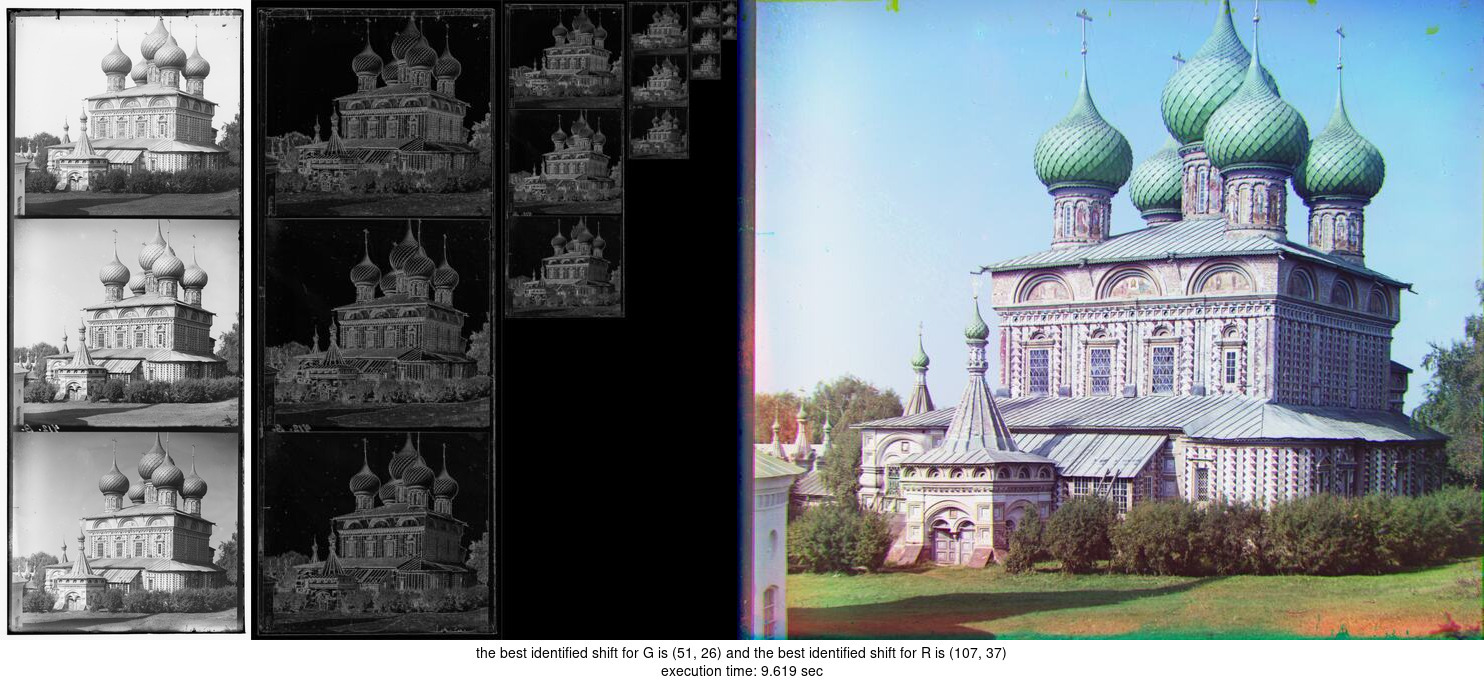 the best identified shift for G is (51, 26) and the best identified shift for R is (107, 37)
execution time: 9.619 sec